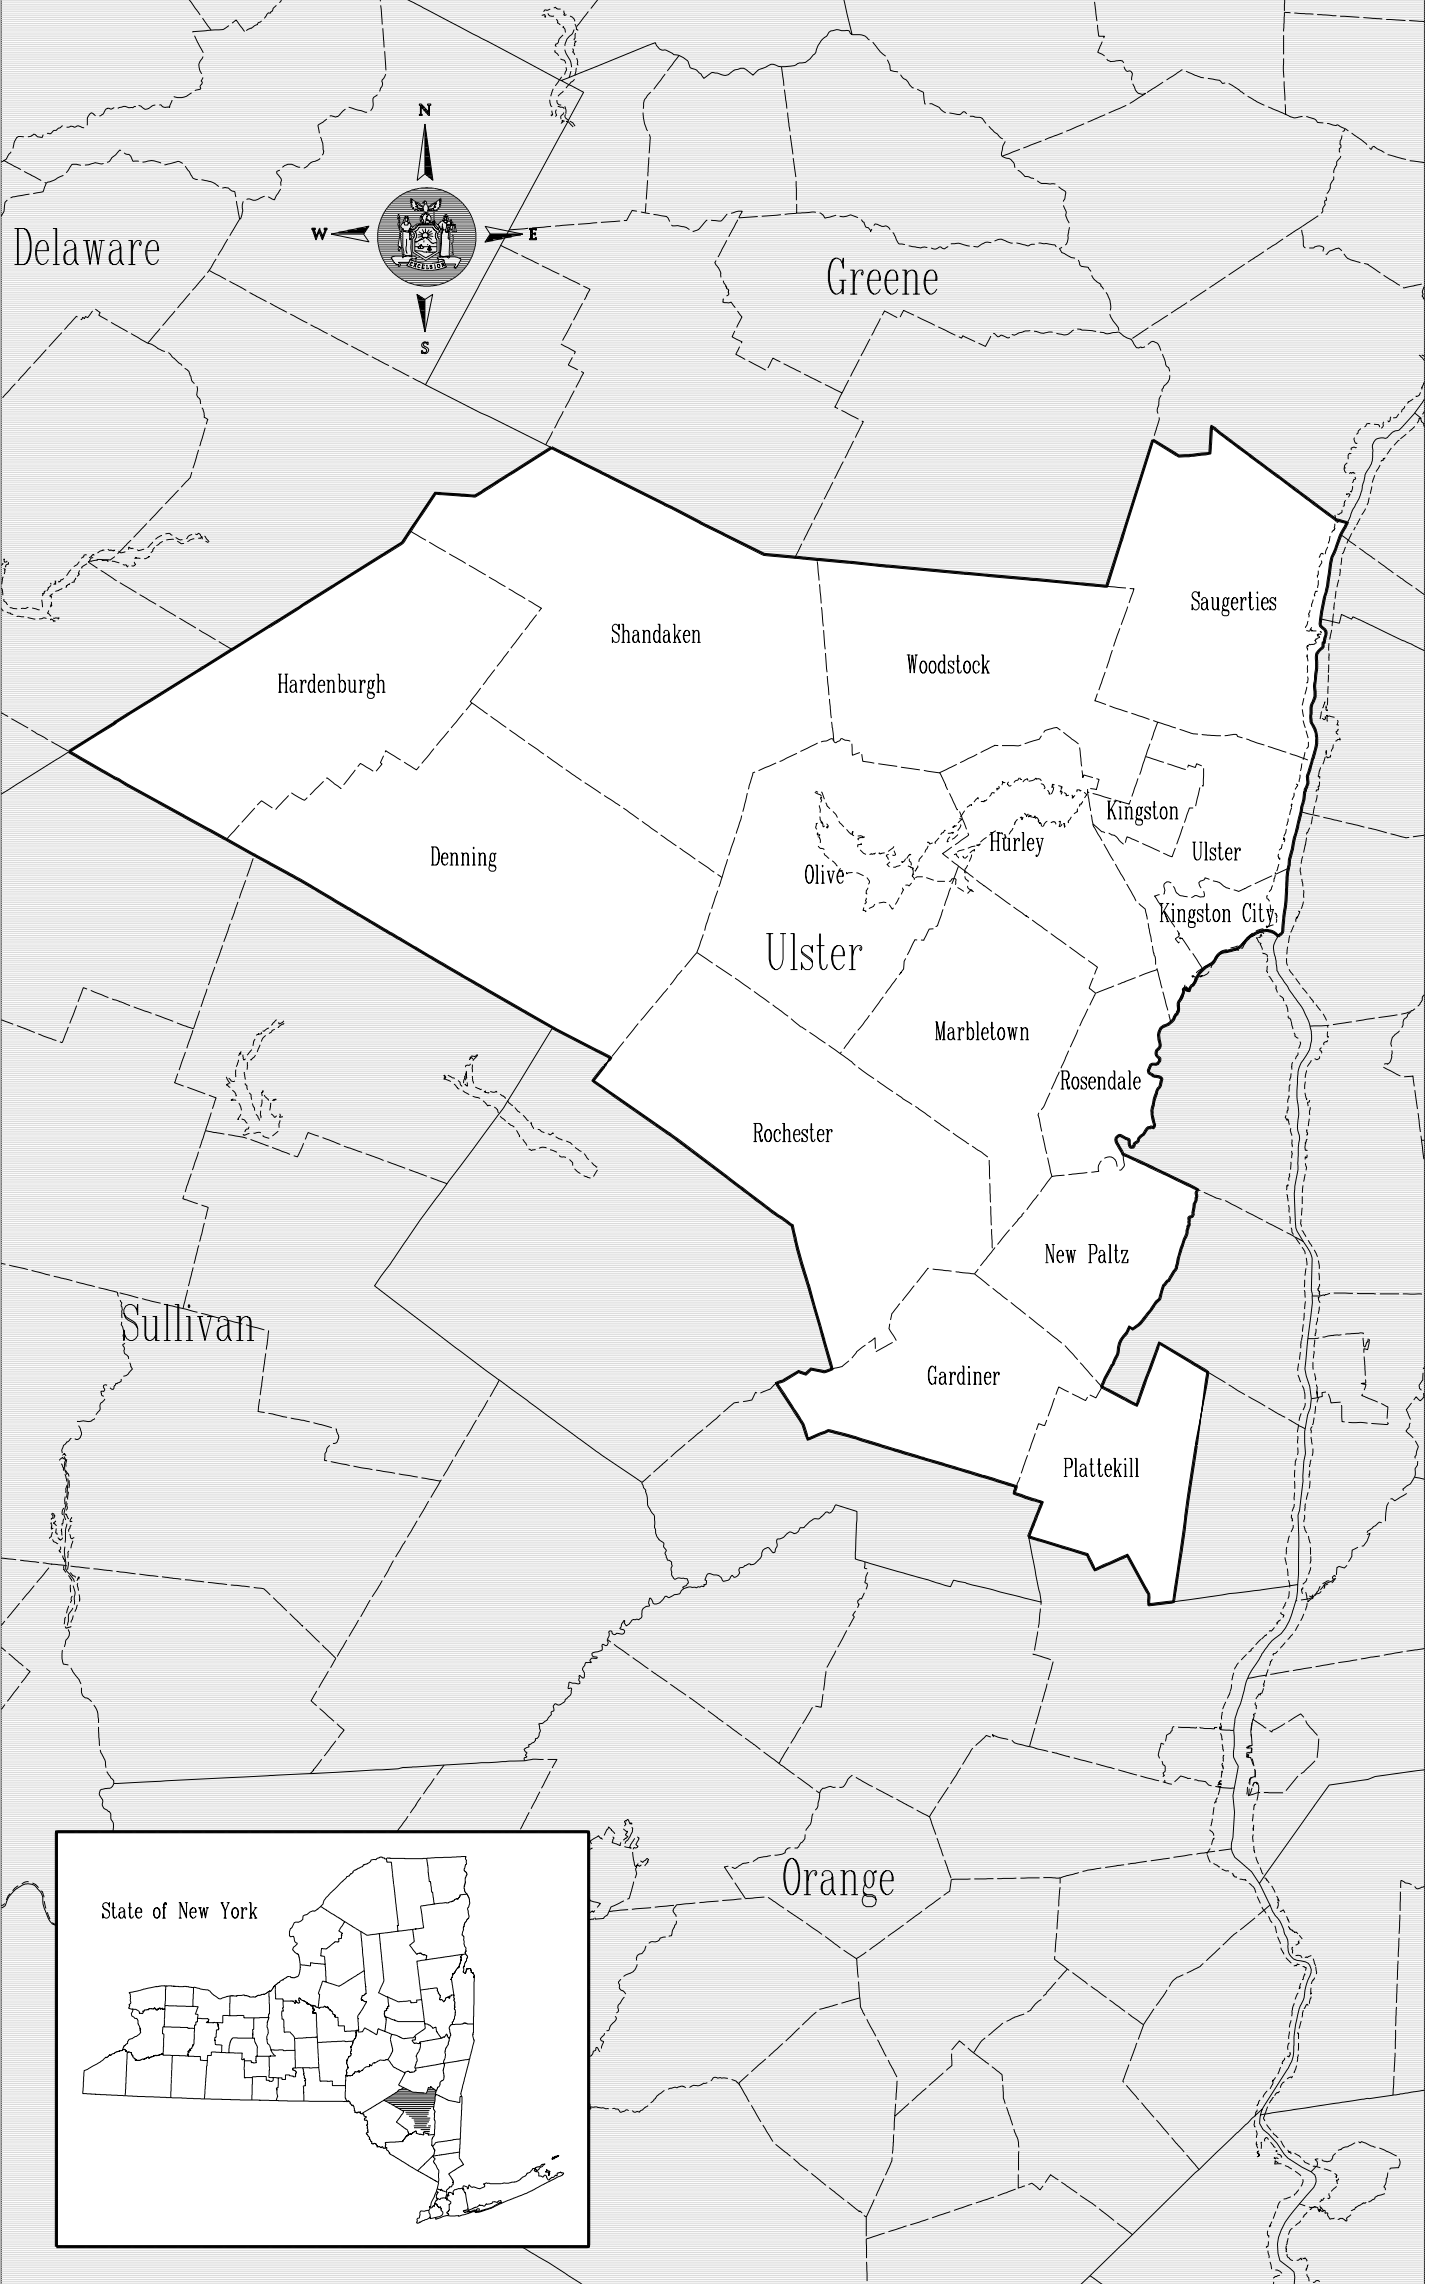 N
W
E
EXCELSIOR
S
Delaware
Greene
Saugerties
Shandaken
Woodstock
Hardenburgh
Kingston
Hurley
Ulster
Denning
Olive
Kingston City
Ulster
Marbletown
Rosendale
Rochester
New Paltz
Sullivan
Gardiner
Plattekill
Orange
State of New York